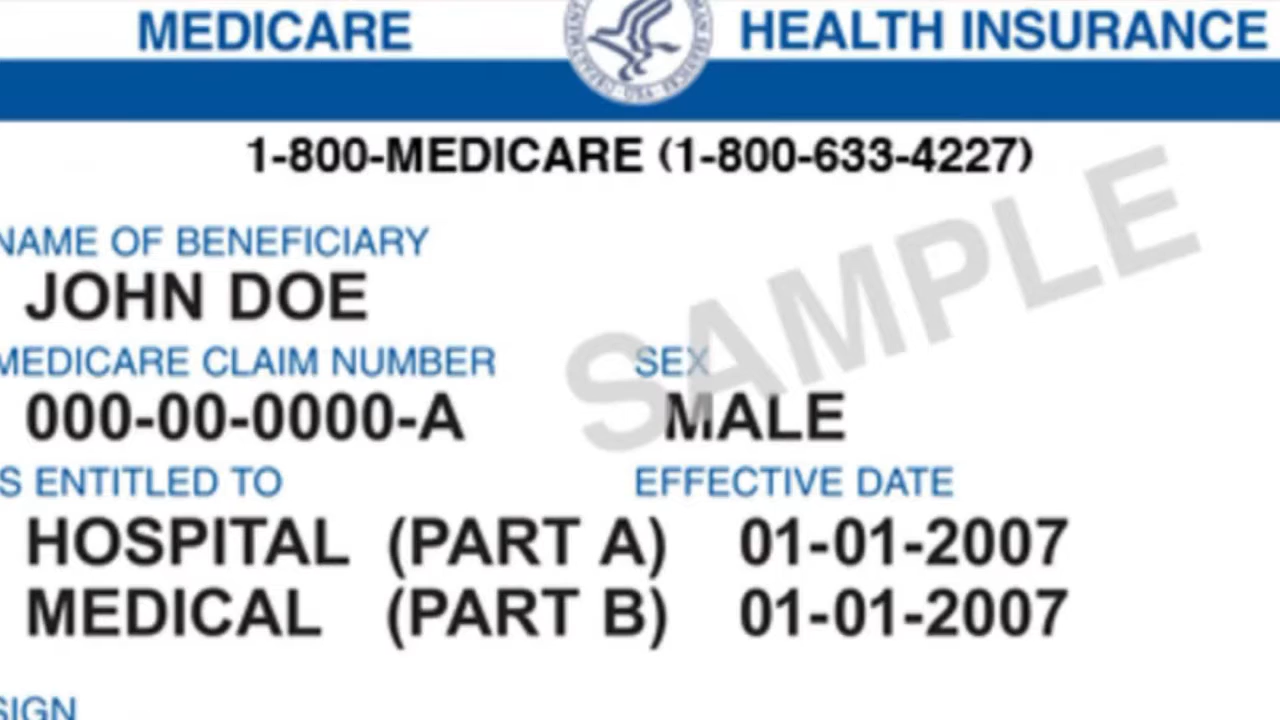 MEDICARE HEALTH INSURANCE
1-800-MEDICARE (1-800-633-4227)
NAME OF BENEFICIARY
JOHN DOE
MEDICARE CLAIM NUMBER SEX
000-00-0000-A MALE
S ENTITLED TO EFFECTIVE DATE
HOSPITAL (PART A) 01-01-2007
MEDICAL (PART B) 01-01-2007
SIGN
SAMPLE